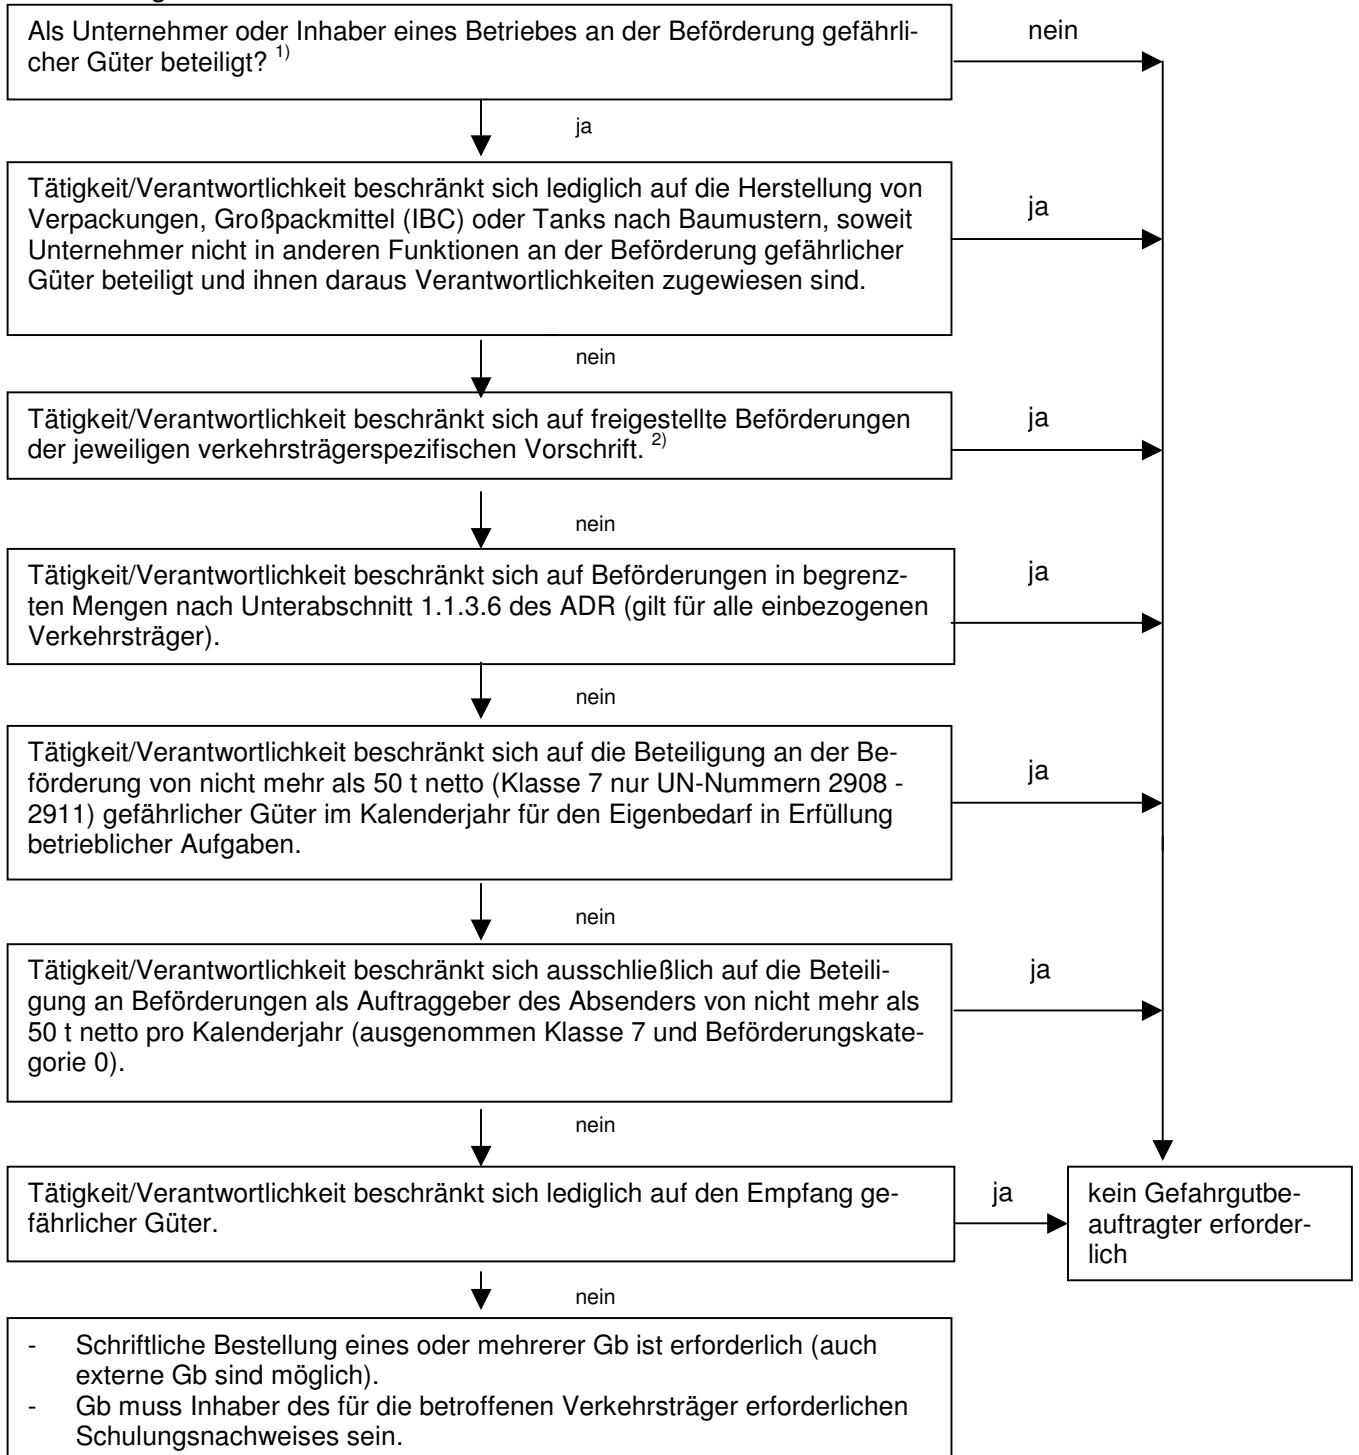 Als Unternehmer oder Inhaber eines Betriebes an der Beförderung gefährli-
cher Güter beteiligt? 1)
nein
ja
Tätigkeit/Verantwortlichkeit beschränkt sich lediglich auf die Herstellung von
Verpackungen, Großpackmittel (IBC) oder Tanks nach Baumustern, soweit
Unternehmer nicht in anderen Funktionen an der Beförderung gefährlicher
Güter beteiligt und ihnen daraus Verantwortlichkeiten zugewiesen sind.
ja
nein
Tätigkeit/Verantwortlichkeit beschränkt sich auf freigestellte Beförderungen
der jeweiligen verkehrsträgerspezifischen Vorschrift. 2)
ja
nein
Tätigkeit/Verantwortlichkeit beschränkt sich auf Beförderungen in begrenz-
ten Mengen nach Unterabschnitt 1.1.3.6 des ADR (gilt für alle einbezogenen
Verkehrsträger).
ja
nein
Tätigkeit/Verantwortlichkeit beschränkt sich auf die Beteiligung an der Be-
förderung von nicht mehr als 50 t netto (Klasse 7 nur UN-Nummern 2908 -
2911) gefährlicher Güter im Kalenderjahr für den Eigenbedarf in Erfüllung
betrieblicher Aufgaben.
ja
nein
Tätigkeit/Verantwortlichkeit beschränkt sich ausschließlich auf die Beteili-
gung an Beförderungen als Auftraggeber des Absenders von nicht mehr als
50 t netto pro Kalenderjahr (ausgenommen Klasse 7 und Beförderungskate-
gorie 0).
ja
nein
Tätigkeit/Verantwortlichkeit beschränkt sich lediglich auf den Empfang ge-
fährlicher Güter.
ja
kein Gefahrgutbe-
auftragter erforder-
lich
nein
- Schriftliche Bestellung eines oder mehrerer Gb ist erforderlich (auch
externe Gb sind möglich).
- Gb muss Inhaber des für die betroffenen Verkehrsträger erforderlichen
Schulungsnachweises sein.